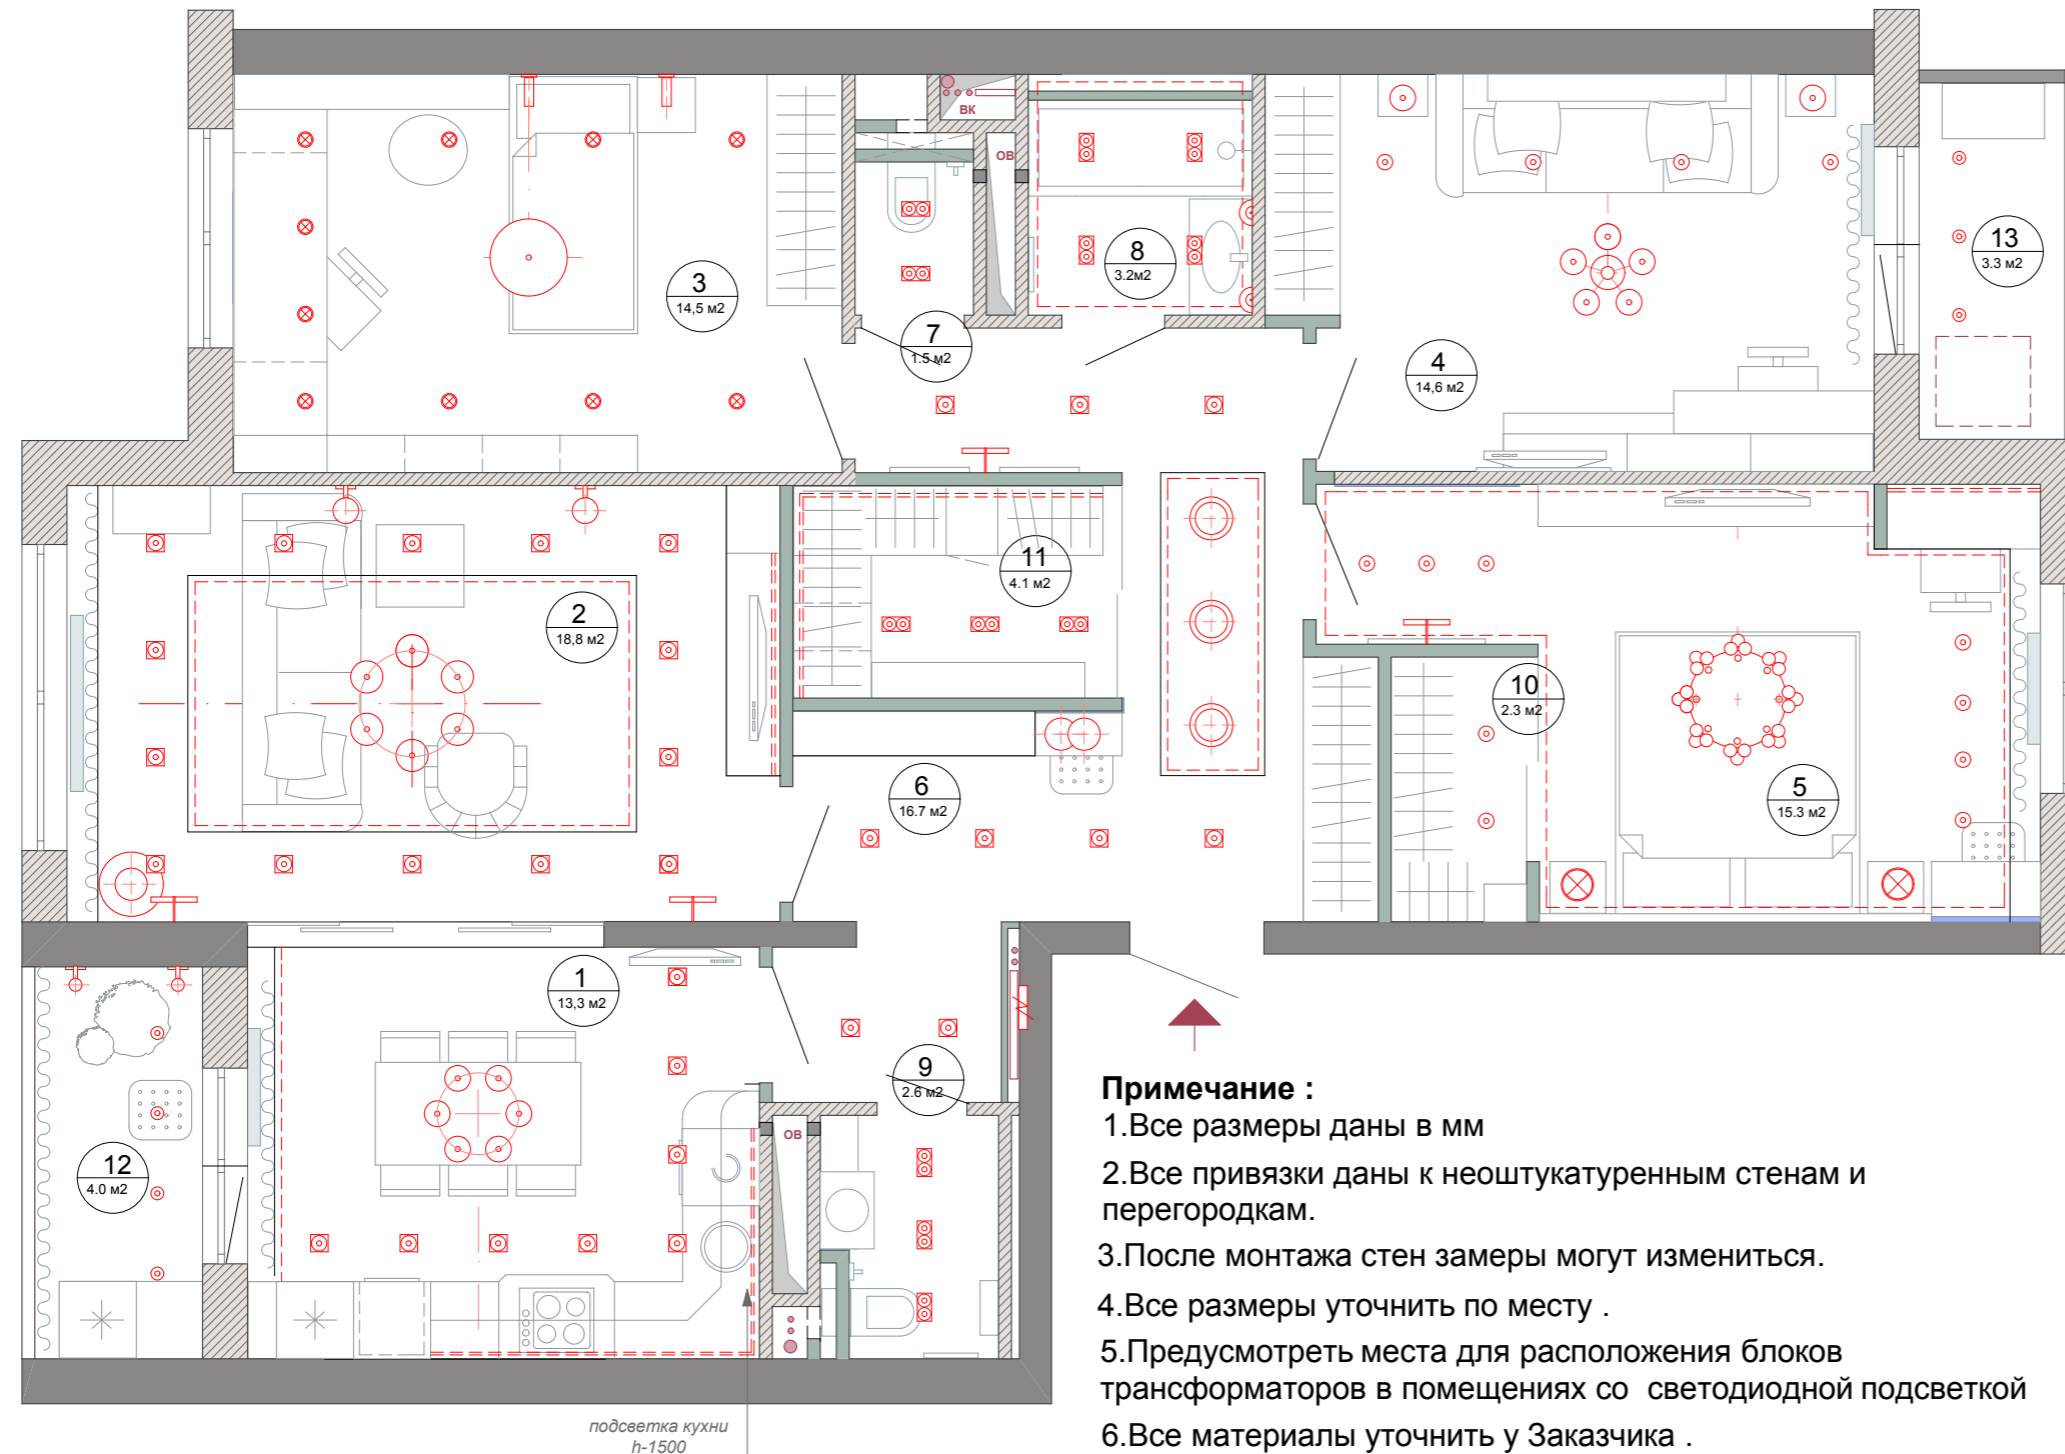 ВК
ОВ
3
14,5 м2
7
1.5 м2
8
3.2м2
4
14,6 м2
13
3.3 м2
2
18,8 м2
11
4.1 м2
10
2.3 м2
6
16.7 м2
5
15.3 м2
1
13,3 м2
9
2.6 м2
ОВ
12
4.0 м2
подсветка кухни
h-1500
Примечание :
1.Все размеры даны в мм
2.Все привязки даны к неоштукатуренным стенам и
перегородкам.
3.После монтажа стен замеры могут измениться.
4.Все размеры уточнить по месту .
5.Предусмотреть места для расположения блоков
трансформаторов в помещениях со светодиодной подсветкой
6.Все материалы уточнить у Заказчика .